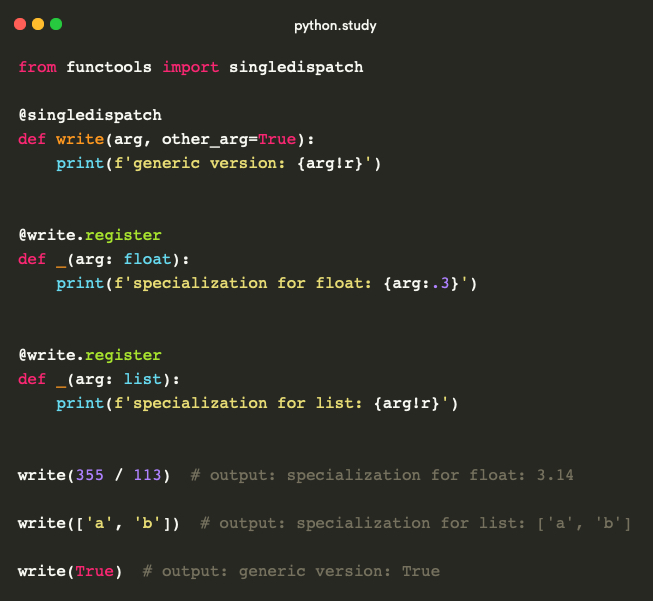 python.study
from functools import singledispatch
@singledispatch
def write(arg, other_arg=True):
    print(f'generic version: {arg!r}')
@write.register
def _(arg: float):
    print(f'specialization for float: {arg:.3}')
@write.register
def _(arg: list):
    print(f'specialization for list: {arg!r}')
write(355 / 113)  # output: specialization for float: 3.14
write(['a', 'b'])  # output: specialization for list: ['a', 'b']
write(True)  # output: generic version: True